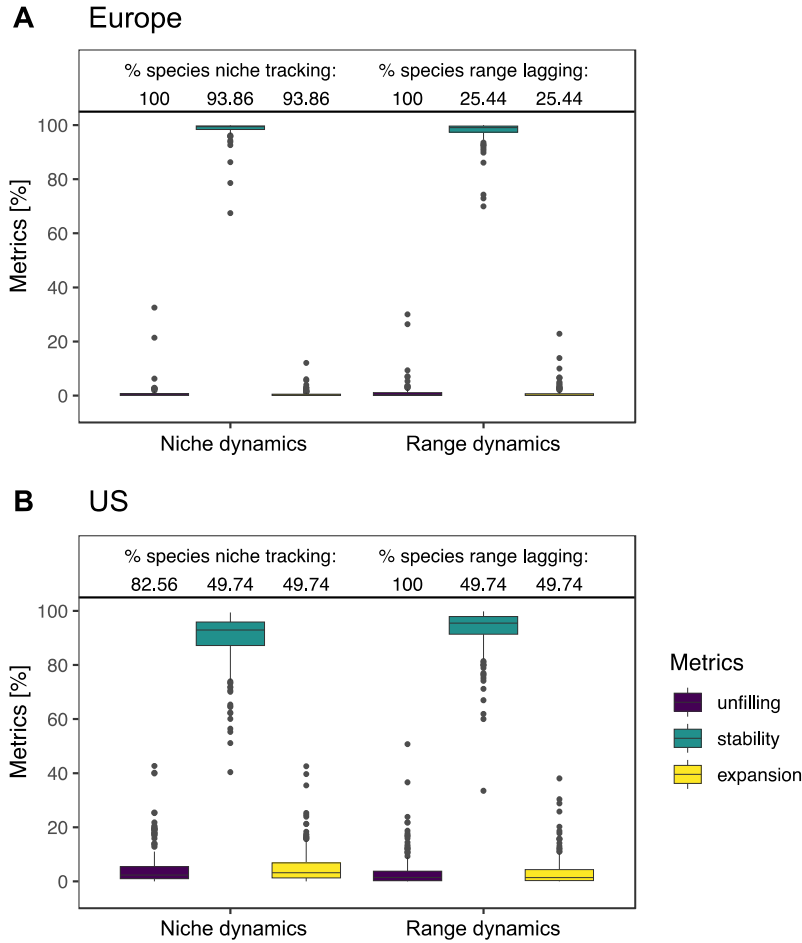 A Europe
% species niche tracking: % species range lagging:
100 93.86 93.86 100 25.44 25.44
100
80
60
40
20
0
Metrics [%]
Niche dynamics Range dynamics
B US
% species niche tracking: % species range lagging:
82.56 49.74 49.74 100 49.74 49.74
100
80
60
40
20
0
Metrics [%]
Niche dynamics Range dynamics
Metrics
unfilling
stability
expansion